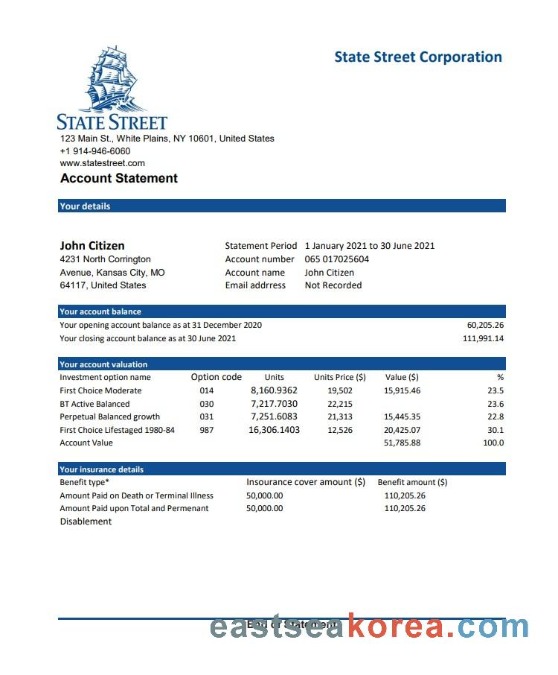 State Street Corporation
STATE STREET
123 Main St., White Plains, NY 10601, United States
+1 914-946-6060
www.statestreet.com
Account Statement
Your details
John Citizen Statement Period 1 January 2021 to 30 June 2021
4231 North Corrington Account number 065 017025604
Avenue, Kansas City, MO Account name John Citizen
64117, United States Email addrress Not Recorded
Your account balance
Your opening account balance as at 31 December 2020 60,205.26
Your closing account balance as at 30 June 2021 111,991.14
Your account valuation
Investment option name Option code Units Units Price ($) Value ($) %
First Choice Moderate 014 8,160.9362 19,502 15,915.46 23.5
BT Active Balanced 030 7,217.7030 22,215 23.6
Perpetual Balanced growth 031 7,251.6083 21,313 15,445.35 22.8
First Choice Lifestaged 1980-84 987 16,306.1403 12,526 20,425.07 30.1
Account Value 51,785.88 100.0
Your insurance details
Benefit type* Insourance cover amount ($) Benefit amount ($)
Amount Paid on Death or Terminal Illness 50,000.00 110,205.26
Amount Paid upon Total and Permenant 50,000.00 110,205.26
Disablement
End of Statement
eastseakorea.com